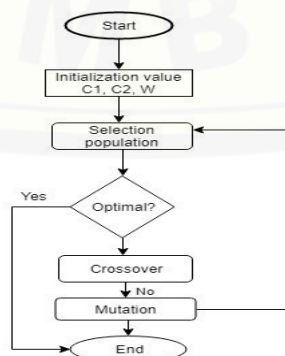 Start
Initialization value
C1, C2, W
Selection
population
Yes
Optimal?
Crossover
No
Mutation
End